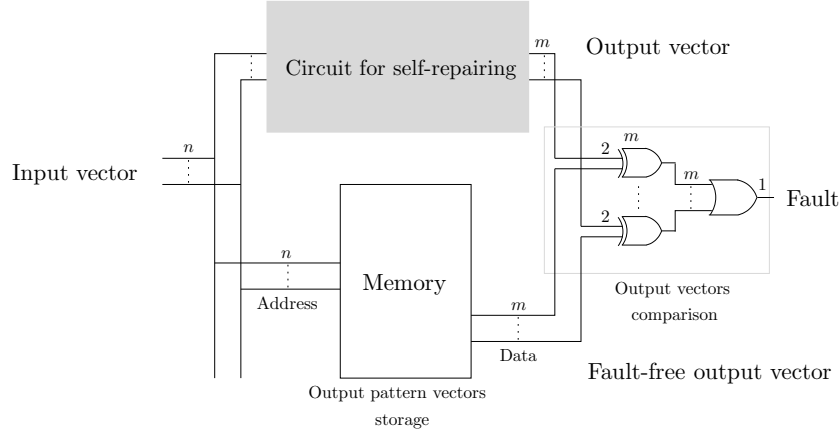 m
Output vector
Circuit for self-repairing
m
n
2
Input vector
m
1
Fault
2
n
Memory
Output vectors
comparison
Address
m
Data
Fault-free output vector
Output pattern vectors
storage